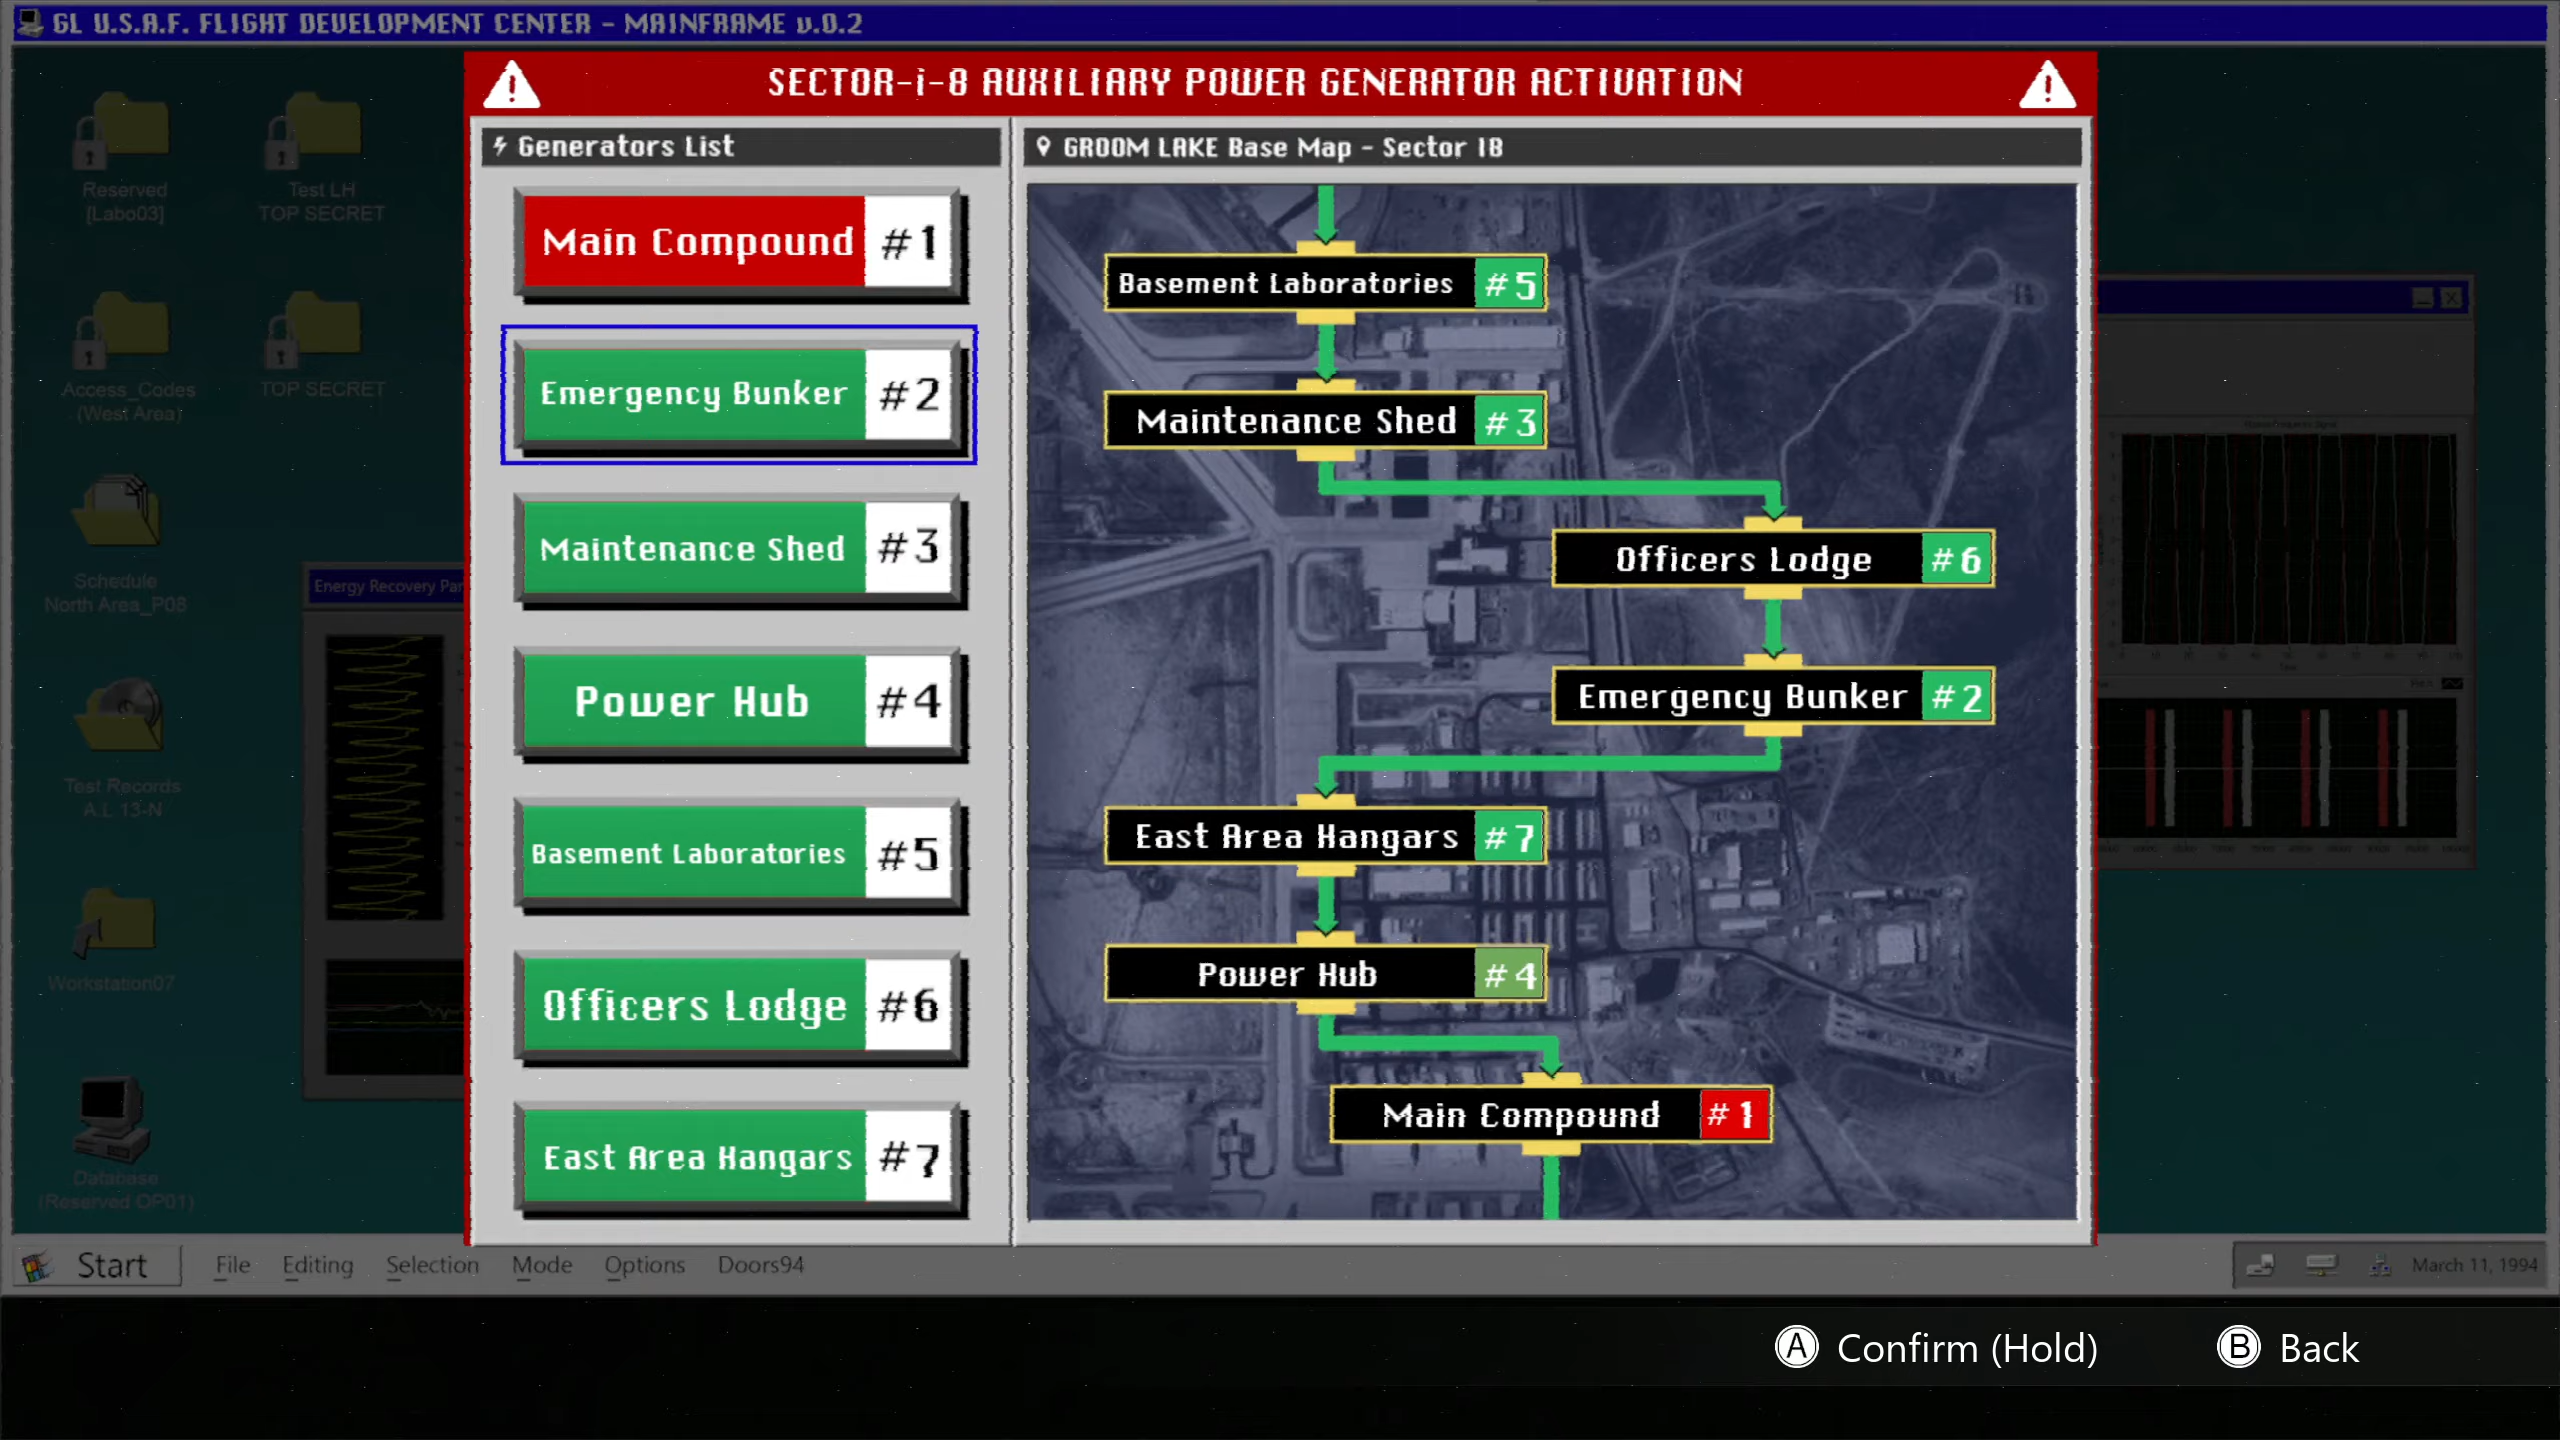 GL U.S.A.F. FLIGHT DEVELOPMENT CENTER - MAINFRAME v.0.2
SECTOR-i-8 AUXILIARY POWER GENERATOR ACTIVATION
Generators List
Main Compound #1
Emergency Bunker #2
Maintenance Shed #3
Power Hub #4
Basement Laboratories #5
Officers Lodge #6
East Area Hangars #7
GROOM LAKE Base Map - Sector 1B
Basement Laboratories #5
Maintenance Shed #3
Officers Lodge #6
Emergency Bunker #2
East Area Hangars #7
Power Hub #4
Main Compound #1
Reserved
[Labo03]
Test LH
TOP SECRET
Access_Codes
(West Area)
TOP SECRET
Schedule
North Area_P08
Energy Recovery
Test Records
A.L 13-N
Workstation07
Database
(Reserved OP01)
Start File Editing Selection Mode Options Doors94
March 11, 1994
A Confirm (Hold) B Back